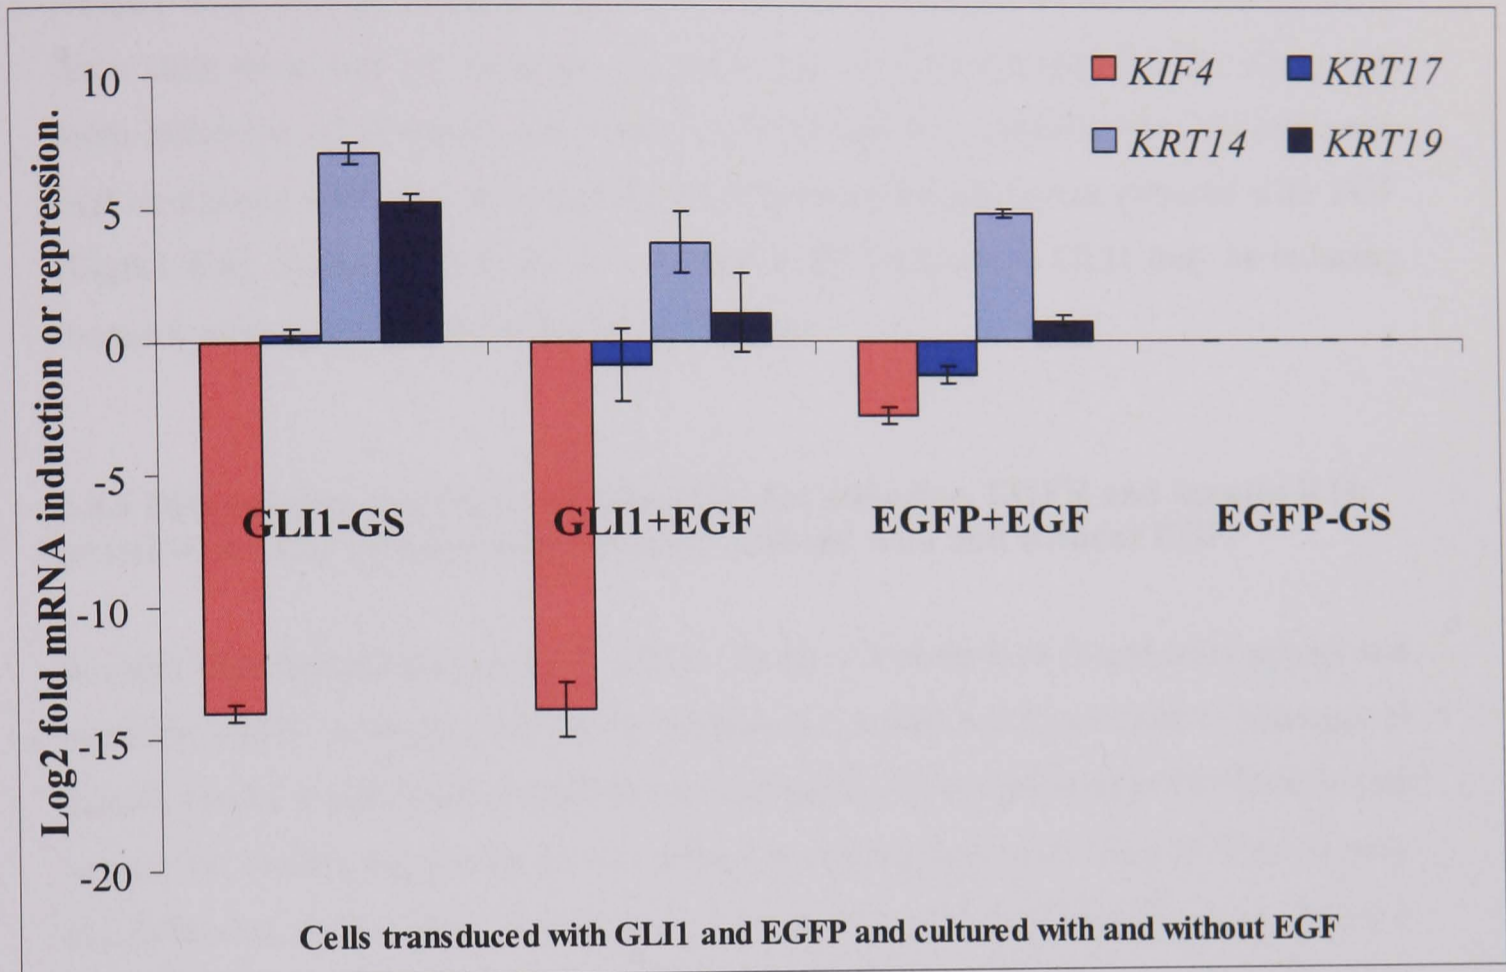 KIF4 KRT17
KRT14 KRT19
Log2 fold mRNA induction or repression.
10
5
0
-5
-10
-15
-20
GLI1-GS GLI1+EGF EGFP+EGF EGFP-GS
Cells transduced with GLI1 and EGFP and cultured with and without EGF